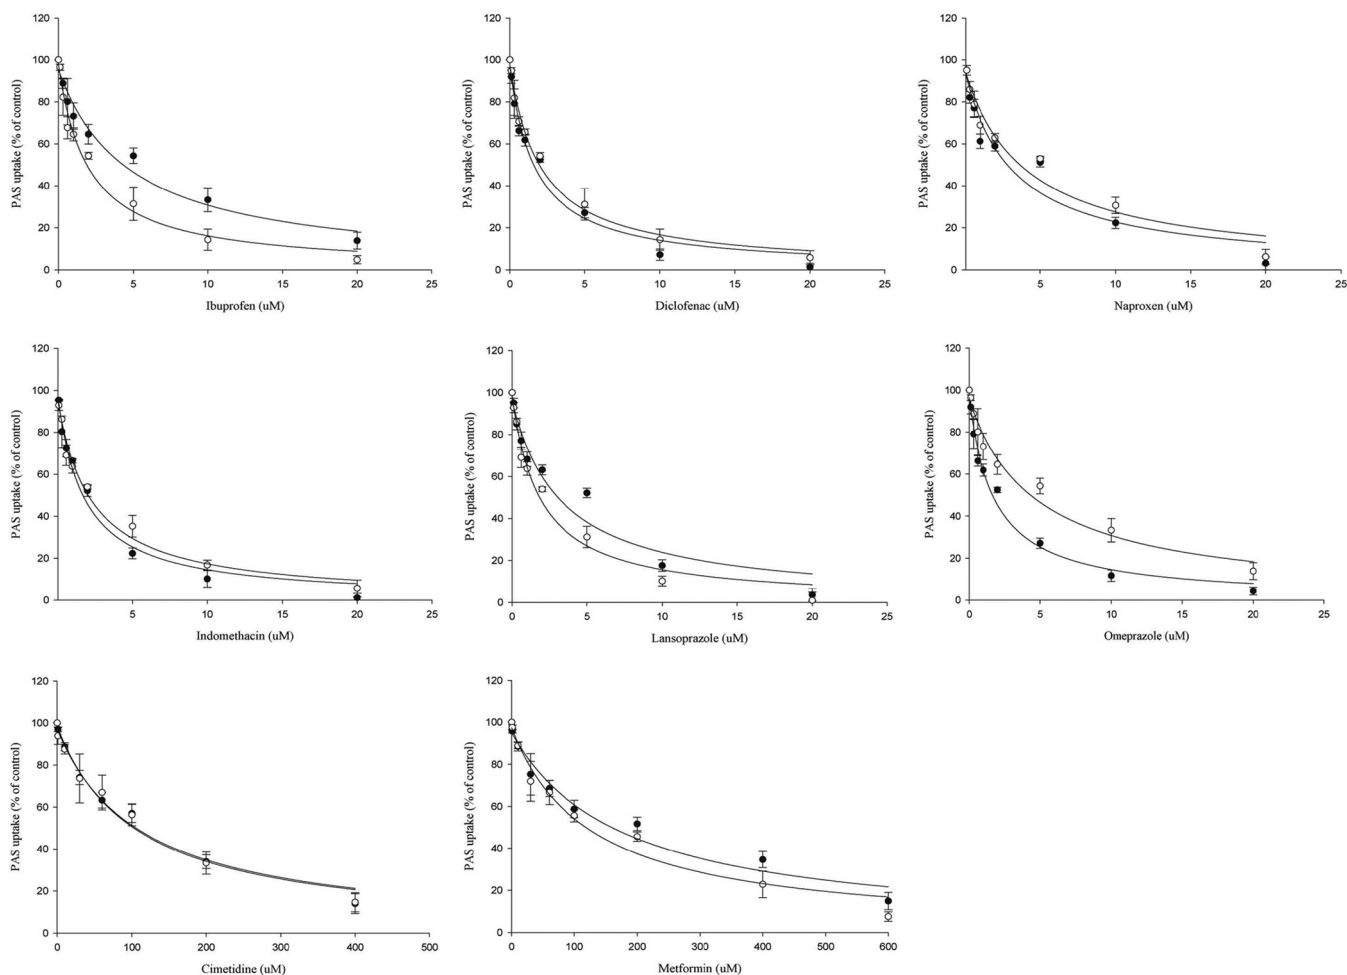 120
100
80
60
40
20
0
PAS uptake (% of control)
0 5 10 15 20 25
Ibuprofen (uM)
120
100
80
60
40
20
0
PAS uptake (% of control)
0 5 10 15 20 25
Diclofenac (uM)
120
100
80
60
40
20
0
PAS uptake (% of control)
5 10 15 20 25
Naproxen (uM)
120
100
80
60
40
20
0
PAS uptake (% of control)
5 10 15 20 25
Indomethacin (uM)
120
100
80
60
40
20
0
PAS uptake (% of control)
0 5 10 15 20 25
Lansoprazole (uM)
120
100
80
60
40
20
0
PAS uptake (% of control)
0 5 10 15 20 25
Omeprazole (uM)
120
100
80
60
40
20
0
PAS uptake (% of control)
0 100 200 300 400 500
Cimetidine (uM)
120
100
80
60
40
20
0
PAS uptake (% of control)
0 100 200 300 400 500 600
Metformin (uM)